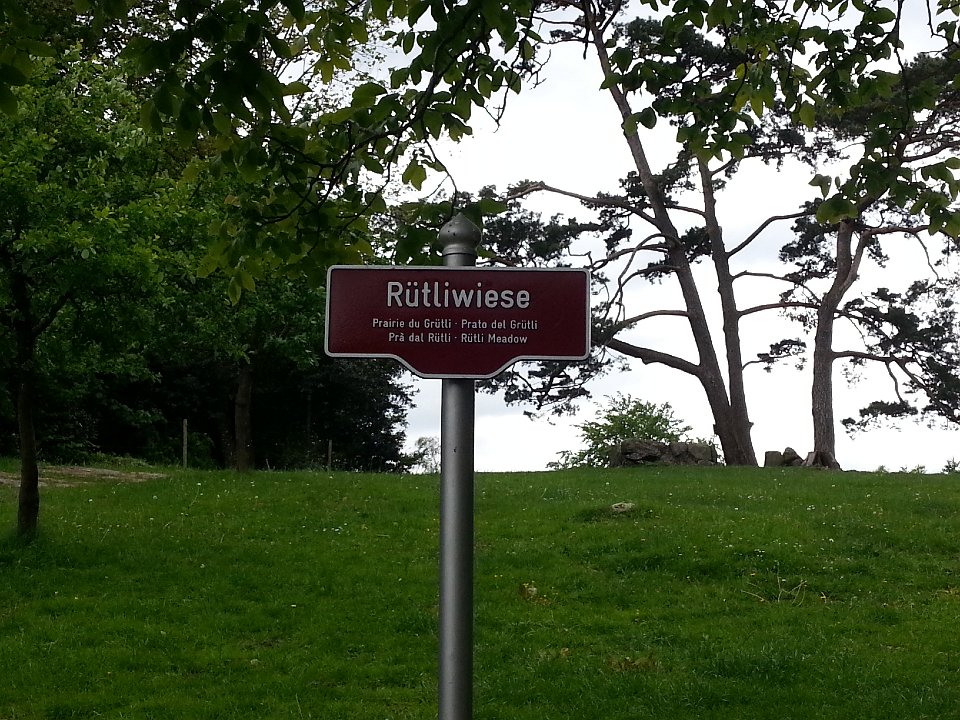 Rütliwiese
Prairie du Grütli · Prato del Grütli
Prà dal Rütli · Rütli Meadow